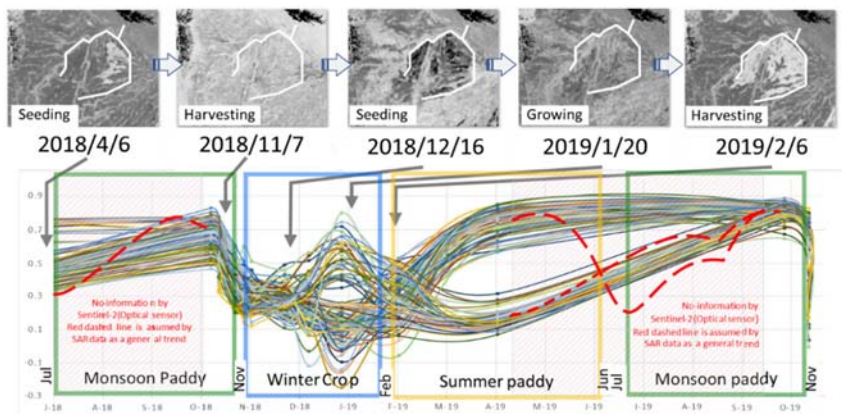 Seeding
Harvesting
Seeding
Growing
Harvesting
2018/4/6
2018/11/7
2018/12/16
2019/1/20
2019/2/6
0.9
0.7
0.5
0.3
0.1
-0.1
-0.3
No-information by
Sentinel-2(Optical sensor)
Red dashed line is asumed by
SAR data as a general trend
No-information by
Sentinel-2(Optical sensor)
Red dashed line is assumed by
SAR data as a general trend
Jul
Monsoon Paddy
Nov
Winter Crop
Feb
Summer paddy
Jun
Jul
Monsoon paddy
Nov
J-18
A-18
S-18
O-18
N-18
D-18
J-19
F-19
M-19
A-19
M-19
J-19
J-19
A-19
S-19
O-19